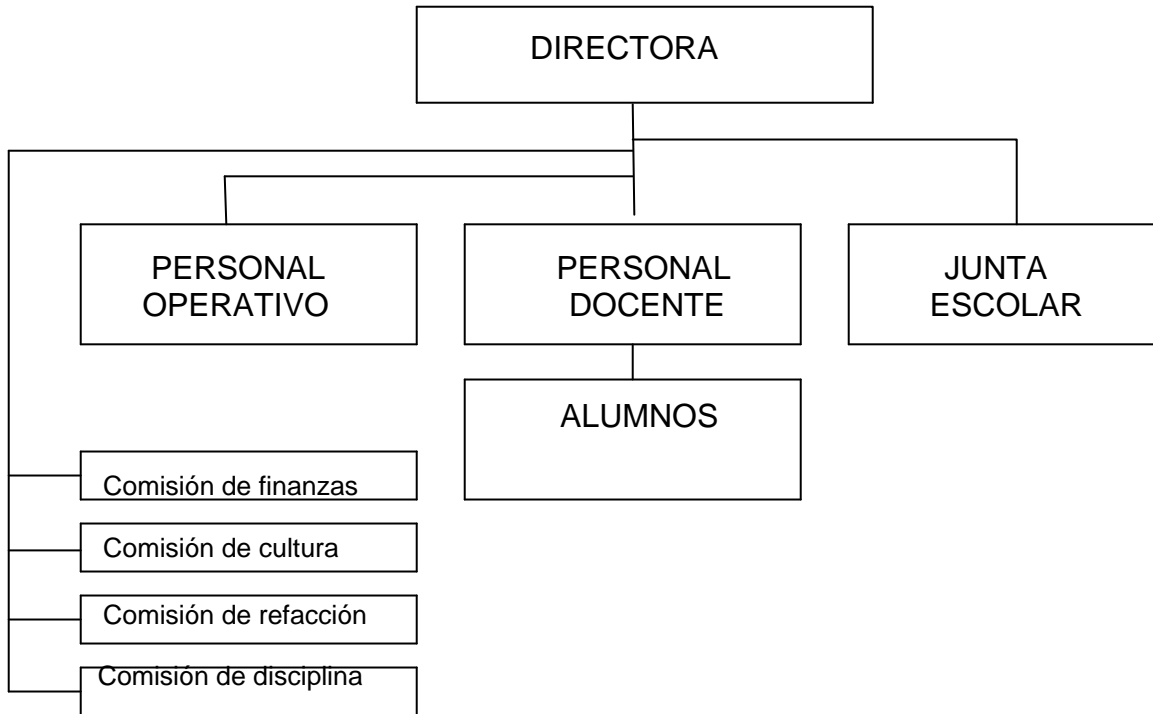 DIRECTORA
PERSONAL
OPERATIVO
PERSONAL
DOCENTE
JUNTA
ESCOLAR
ALUMNOS
Comisión de finanzas
Comisión de cultura
Comisión de refacción
Comisión de disciplina